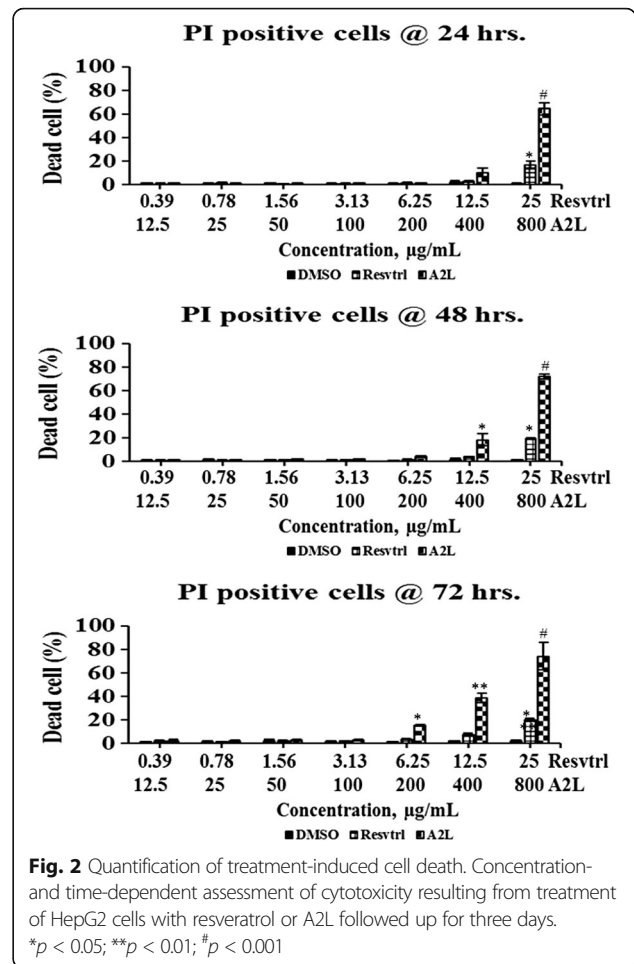 PI positive cells @ 24 hrs.
Dead cell (%)
100
80
60
40
20
0
* #
0.39 0.78 1.56 3.13 6.25 12.5 25 Resvtrl
12.5 25 50 100 200 400 800 A2L
Concentration, µg/mL
DMSO Resvtrl A2L
PI positive cells @ 48 hrs.
Dead cell (%)
100
80
60
40
20
0
* * #
0.39 0.78 1.56 3.13 6.25 12.5 25 Resvtrl
12.5 25 50 100 200 400 800 A2L
Concentration, µg/mL
DMSO Resvtrl A2L
PI positive cells @ 72 hrs.
Dead cell (%)
100
80
60
40
20
0
* ** * #
0.39 0.78 1.56 3.13 6.25 12.5 25 Resvtrl
12.5 25 50 100 200 400 800 A2L
Concentration, µg/mL
DMSO Resvtrl A2L
Fig. 2 Quantification of treatment-induced cell death. Concentration-
and time-dependent assessment of cytotoxicity resulting from treatment
of HepG2 cells with resveratrol or A2L followed up for three days.
*p < 0.05; **p < 0.01; #p < 0.001